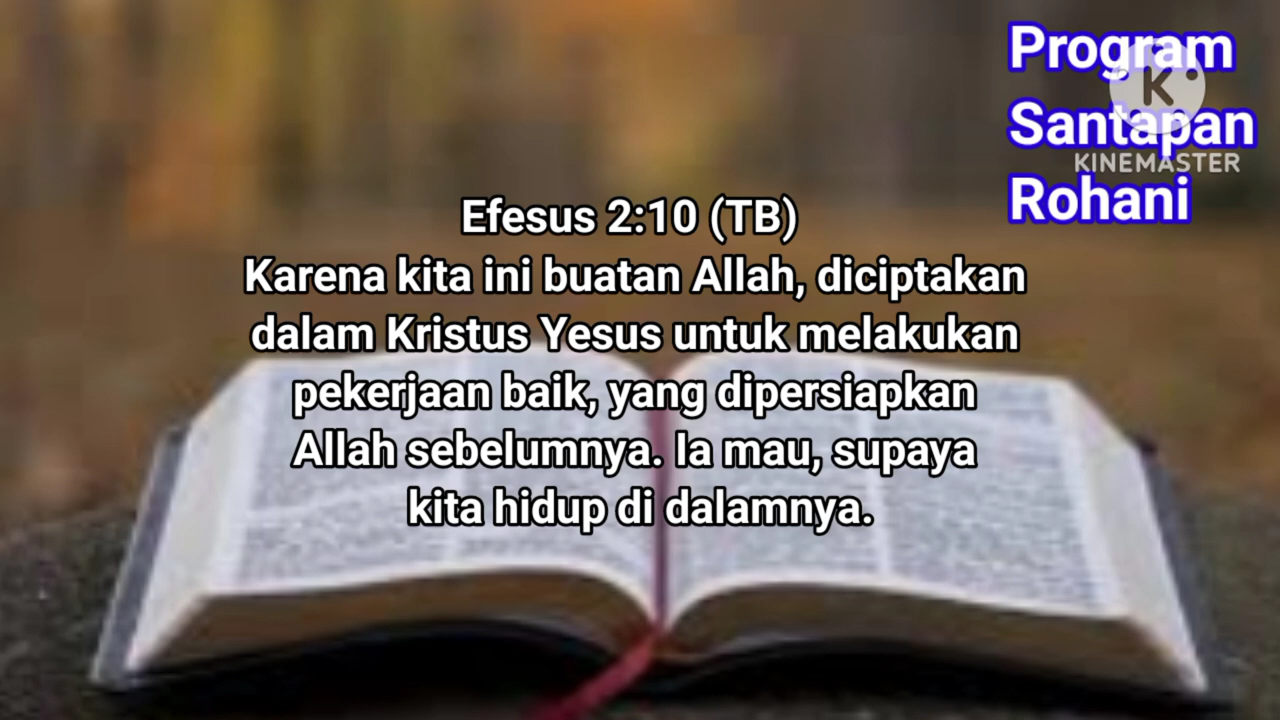 Program
Santapan
Rohani
K
KINEMASTER
Efesus 2:10 (TB)
Karena kita ini buatan Allah, diciptakan
dalam Kristus Yesus untuk melakukan
pekerjaan baik, yang dipersiapkan
Allah sebelumnya. Ia mau, supaya
kita hidup di dalamnya.